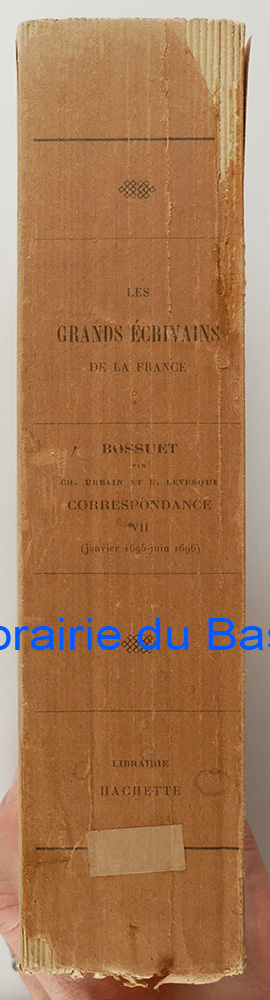 LES
GRANDS ÉCRIVAINS
DE LA FRANCE
BOSSUET
PAR
CH. URBAIN ET E. LEVESQUE
CORRESPONDANCE
VII
(janvier 1695-juin 1696)
brairie du Bas
LIBRAIRIE
HACHETTE